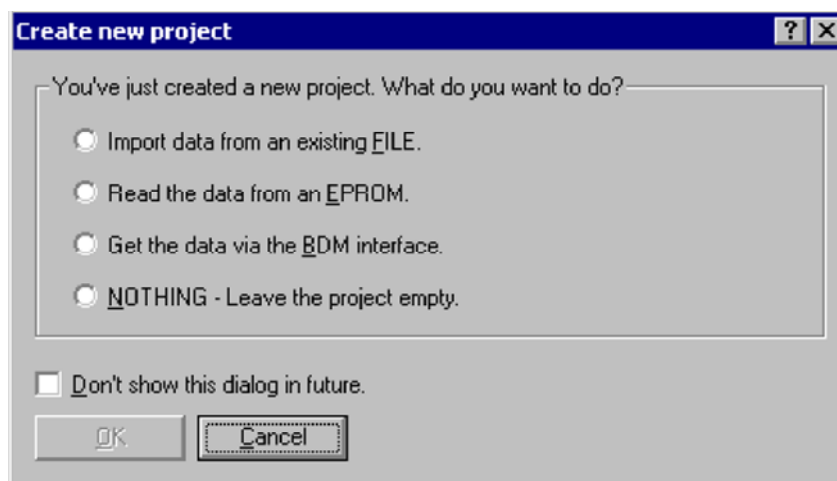 Create new project
You've just created a new project. What do you want to do?
Import data from an existing FILE.
Read the data from an EPROM.
Get the data via the BDM interface.
NOTHING - Leave the project empty.
Don't show this dialog in future.
OK Cancel